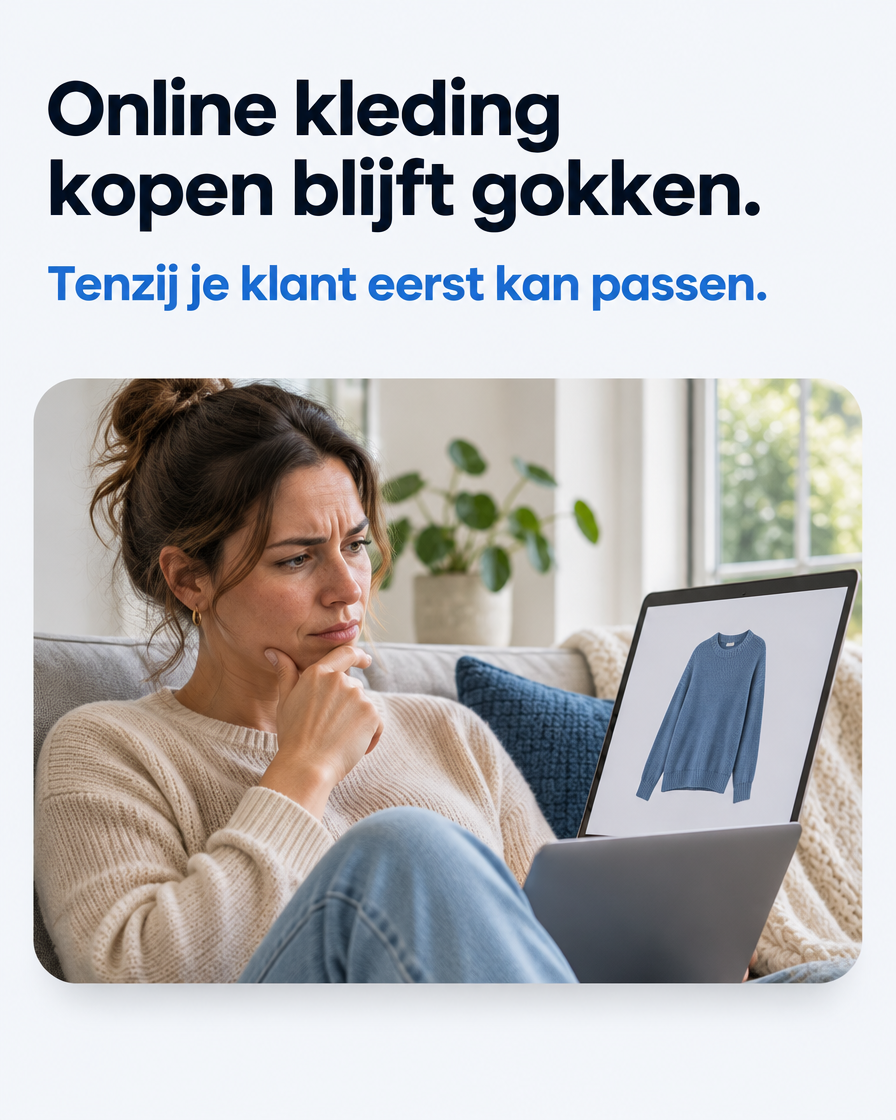 Online kleding
kopen blijft gokken.
Tenzij je klant eerst kan passen.